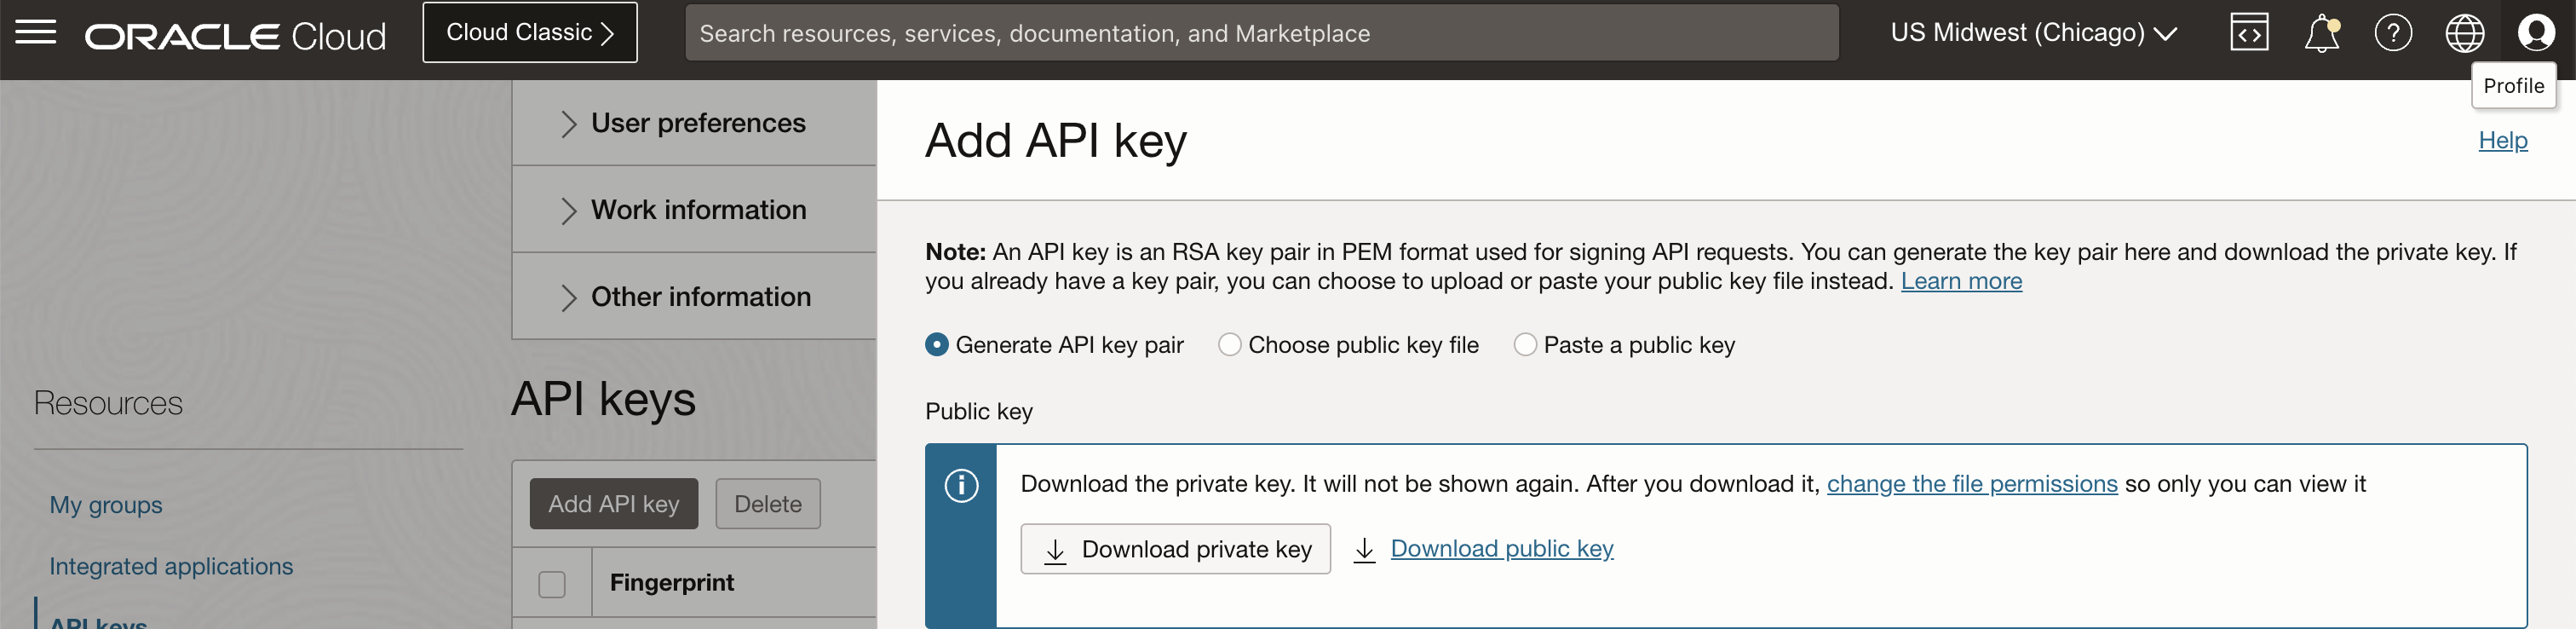 ORACLE Cloud
Cloud Classic
Search resources, services, documentation, and Marketplace
US Midwest (Chicago)
Profile
User preferences
Work information
Other information
Resources
My groups
Integrated applications
API keys
API keys
Add API key
Delete
Fingerprint
Add API key
Help
Note: An API key is an RSA key pair in PEM format used for signing API requests. You can generate the key pair here and download the private key. If
you already have a key pair, you can choose to upload or paste your public key file instead. Learn more
Generate API key pair
Choose public key file
Paste a public key
Public key
Download the private key. It will not be shown again. After you download it, change the file permissions so only you can view it
Download private key
Download public key